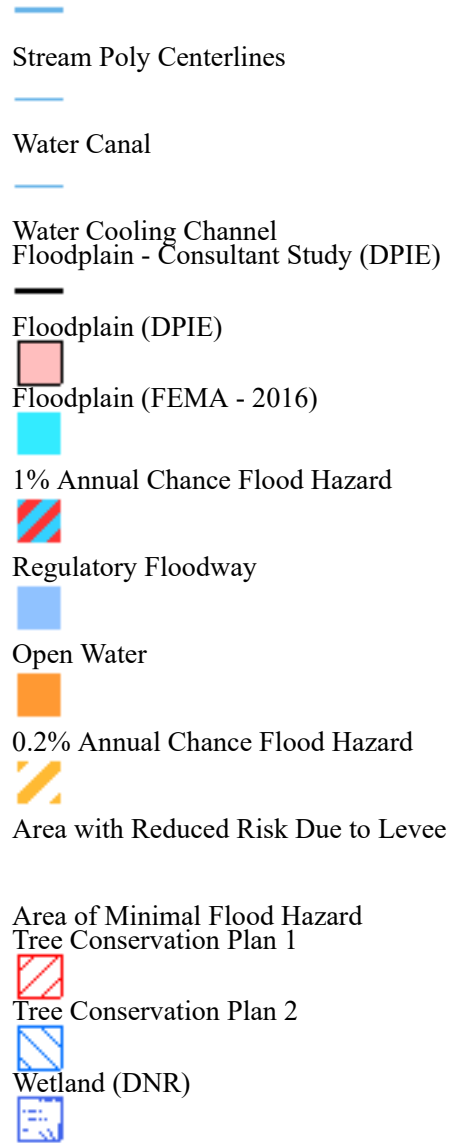 Stream Poly Centerlines
Water Canal
Water Cooling Channel
Floodplain - Consultant Study (DPIE)
Floodplain (DPIE)
Floodplain (FEMA - 2016)
1% Annual Chance Flood Hazard
Regulatory Floodway
Open Water
0.2% Annual Chance Flood Hazard
Area with Reduced Risk Due to Levee
Area of Minimal Flood Hazard
Tree Conservation Plan 1
Tree Conservation Plan 2
Wetland (DNR)